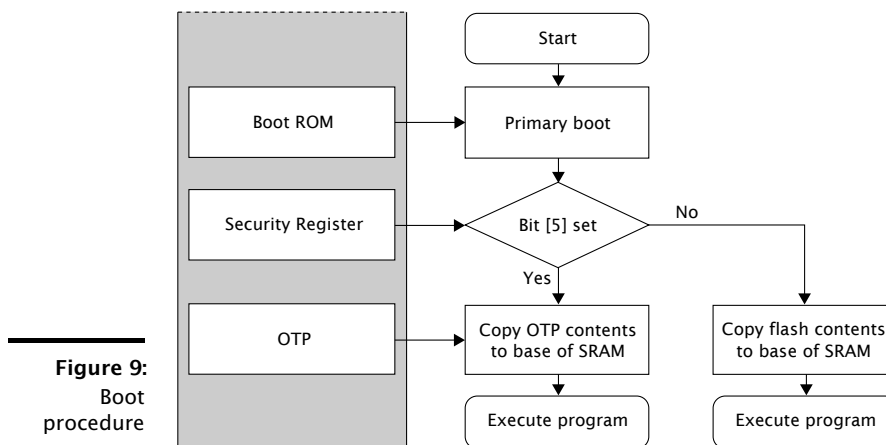 Start
Boot ROM
Primary boot
Security Register
Bit [5] set
No
Yes
OTP
Copy OTP contents
to base of SRAM
Copy flash contents
to base of SRAM
Execute program
Execute program
Figure 9:
Boot
procedure